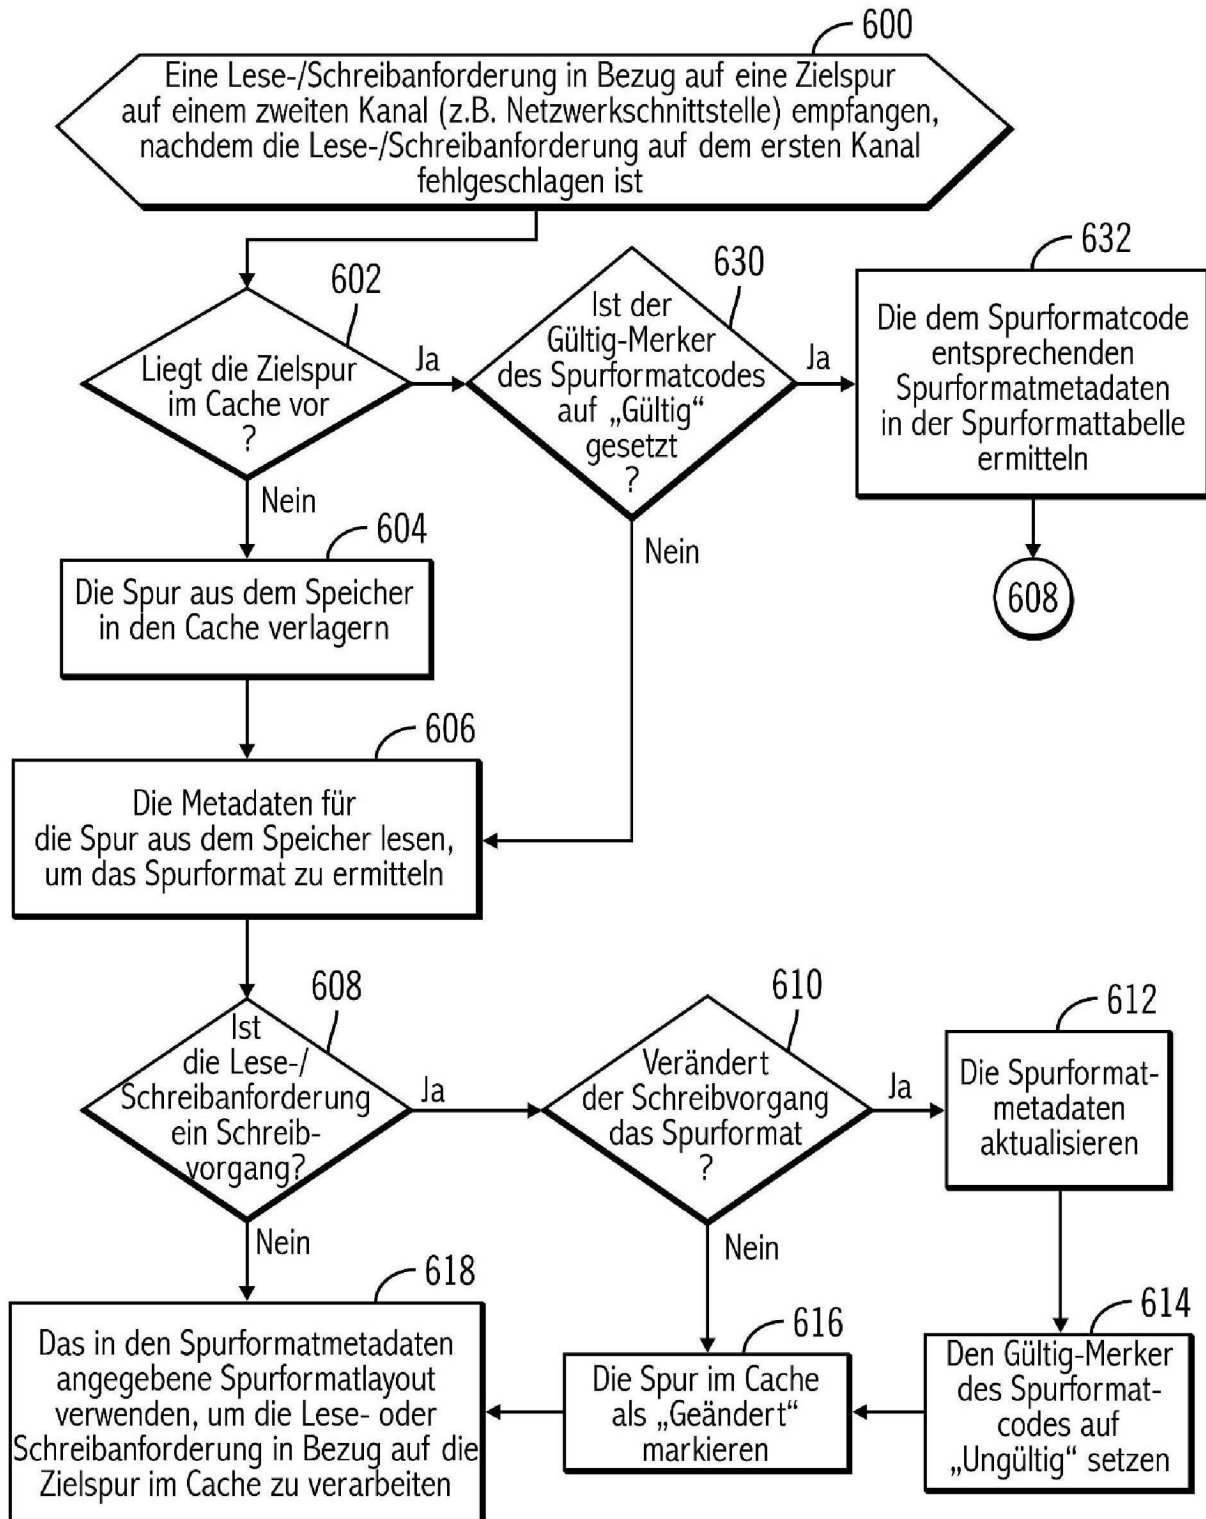 600
Eine Lese-/Schreibanforderung in Bezug auf eine Zielspur
auf einem zweiten Kanal (z.B. Netzwerkschnittstelle) empfangen,
nachdem die Lese-/Schreibanforderung auf dem ersten Kanal
fehlgeschlagen ist
602
Liegt die Zielspur
im Cache vor
?
Ja
Nein
630
Ist der
Gültig-Merker
des Spurformatcodes
auf „Gültig“
gesetzt
?
Ja
Nein
632
Die dem Spurformatcode
entsprechenden
Spurformatmetadaten
in der Spurformattabelle
ermitteln
608
604
Die Spur aus dem Speicher
in den Cache verlagern
606
Die Metadaten für
die Spur aus dem Speicher lesen,
um das Spurformat zu ermitteln
608
Ist
die Lese-/
Schreibanforderung
ein Schreib-
vorgang?
Ja
Nein
610
Verändert
der Schreibvorgang
das Spurformat
?
Ja
Nein
612
Die Spurformat-
metadaten
aktualisieren
614
Den Gültig-Merker
des Spurformat-
codes auf
„Ungültig“ setzen
616
Die Spur im Cache
als „Geändert“
markieren
618
Das in den Spurformatmetadaten
angegebene Spurformatlayout
verwenden, um die Lese- oder
Schreibanforderung in Bezug auf die
Zielspur im Cache zu verarbeiten